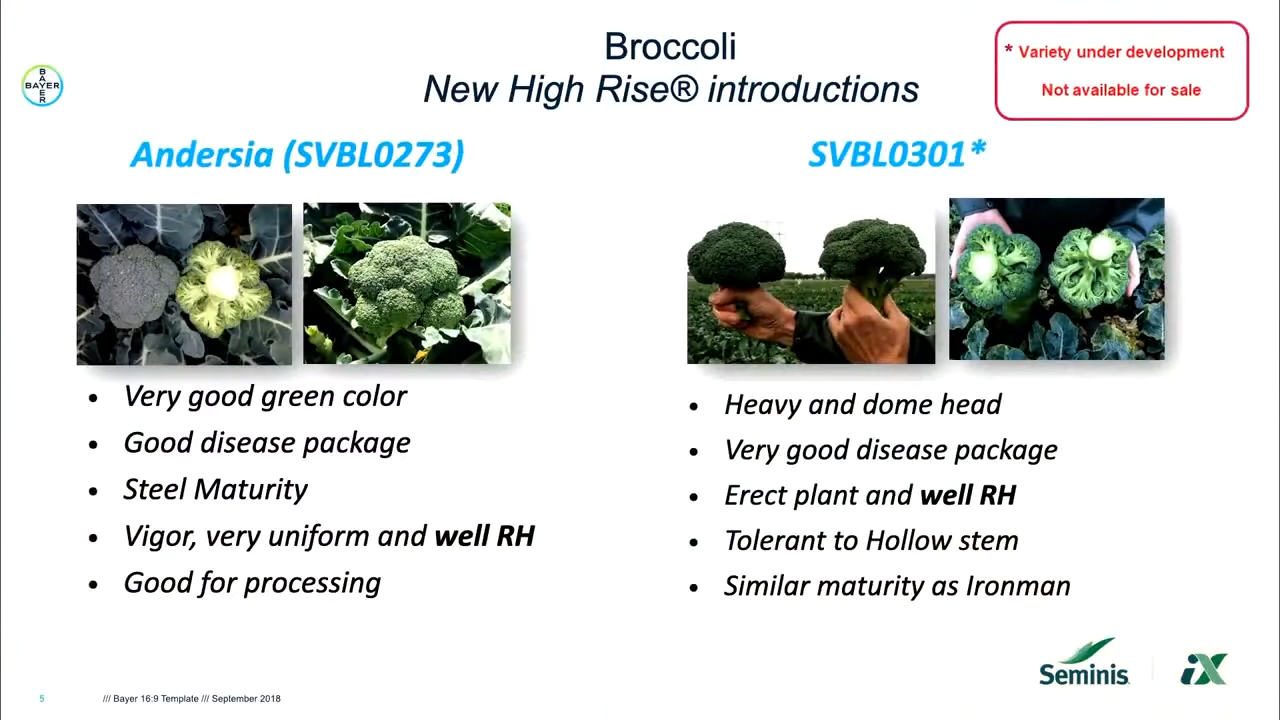 Broccoli
New High Rise® introductions
* Variety under development
Not available for sale
B
A
BAYER
E
R
Andersia (SVBL0273)
Very good green color
Good disease package
Steel Maturity
Vigor, very uniform and well RH
Good for processing
SVBL0301*
Heavy and dome head
Very good disease package
Erect plant and well RH
Tolerant to Hollow stem
Similar maturity as Ironman
Seminis
iX
5
/// Bayer 16:9 Template /// September 2018